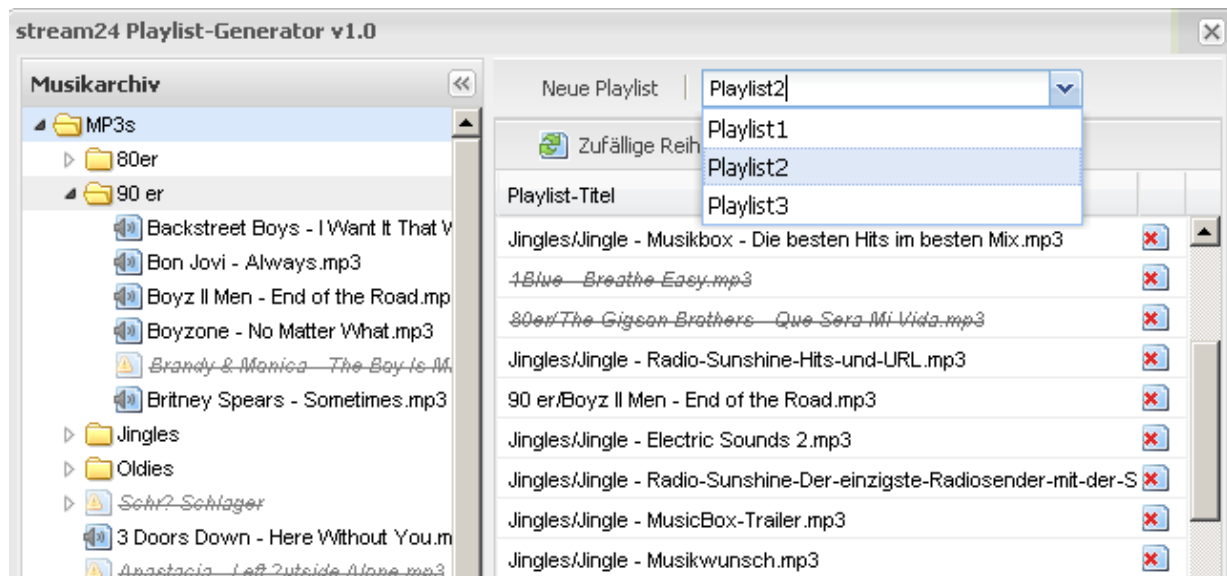 stream24 Playlist-Generator v1.0
Musikarchiv
MP3s
80er
90 er
Backstreet Boys - I Want It That
Bon Jovi - Always.mp3
Boyz II Men - End of the Road.mp
Boyzone - No Matter What.mp3
Brandy & Monica - The Boy Is M
Britney Spears - Sometimes.mp3
Jingles
Oldies
Schr? Schlager
3 Doors Down - Here Without You.m
Anastacia - Left ?utside Alone.mp3
Neue Playlist
Playlist2
Playlist1
Playlist2
Playlist3
Zufällige Reih
Playlist-Titel
Jingles/Jingle - Musikbox - Die besten Hits im besten Mix.mp3
1Blue - Breathe Easy.mp3
80er/The Gigson Brothers - Que Sera Mi Vida.mp3
Jingles/Jingle - Radio-Sunshine-Hits-und-URL.mp3
90 er/Boyz II Men - End of the Road.mp3
Jingles/Jingle - Electric Sounds 2.mp3
Jingles/Jingle - Radio-Sunshine-Der-einzigste-Radiosender-mit-der-S
Jingles/Jingle - MusicBox-Trailer.mp3
Jingles/Jingle - Musikwunsch.mp3